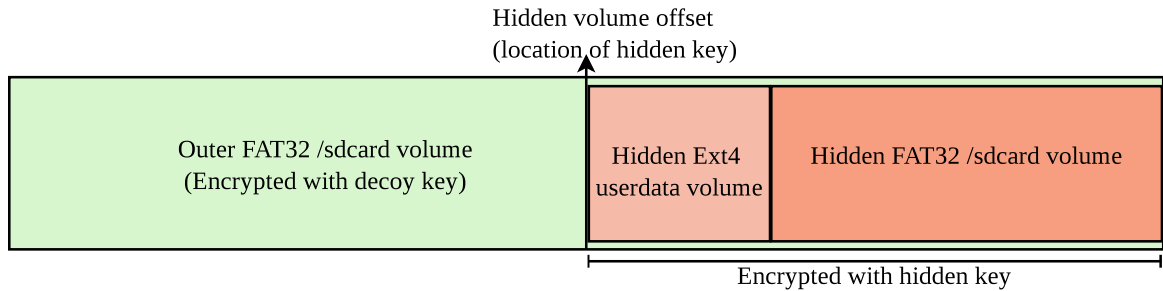 Hidden volume offset
(location of hidden key)
Outer FAT32 /sdcard volume
(Encrypted with decoy key)
Hidden Ext4
userdata volume
Hidden FAT32 /sdcard volume
Encrypted with hidden key